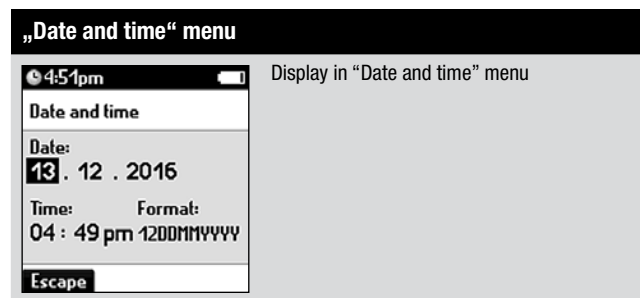 „Date and time“ menu
4:51pm
Display in “Date and time” menu
Date and time
Date:
13 . 12 . 2016
Time: Format:
04 : 49 pm 12DDMMYYYY
Escape